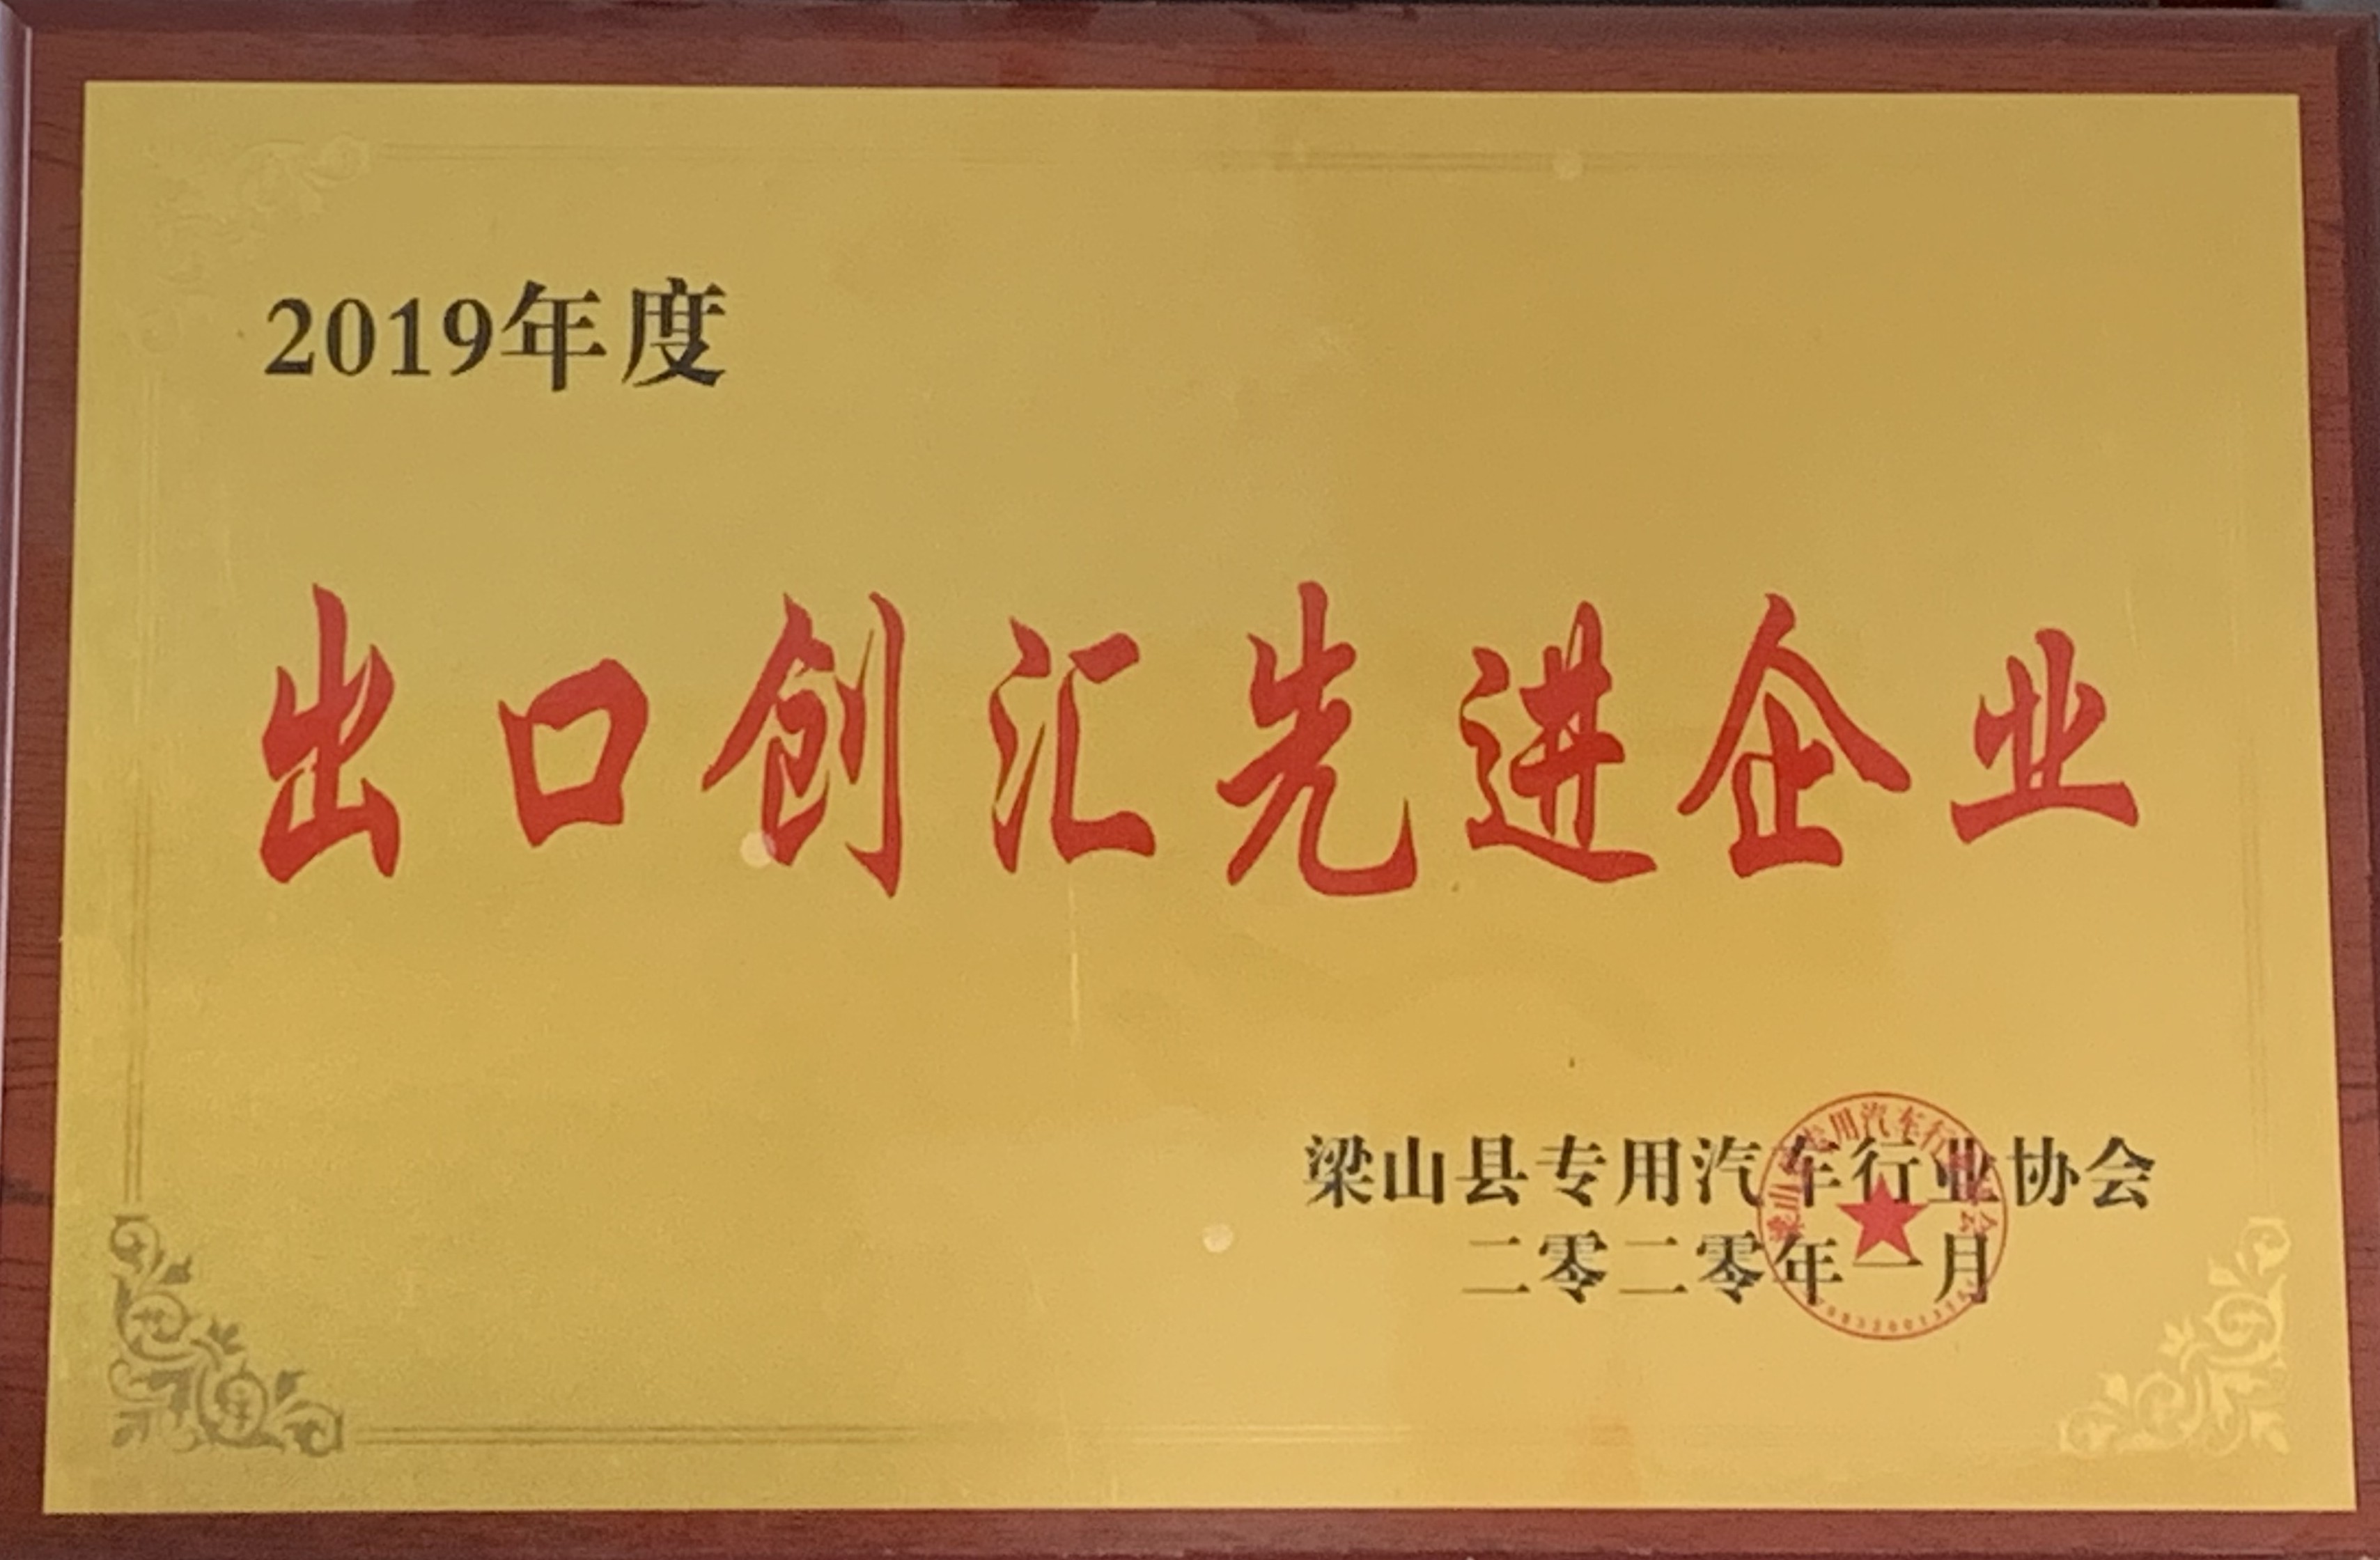 2019年度
出口创汇先进企业
梁山县专用汽车行业协会
二零二零年一月